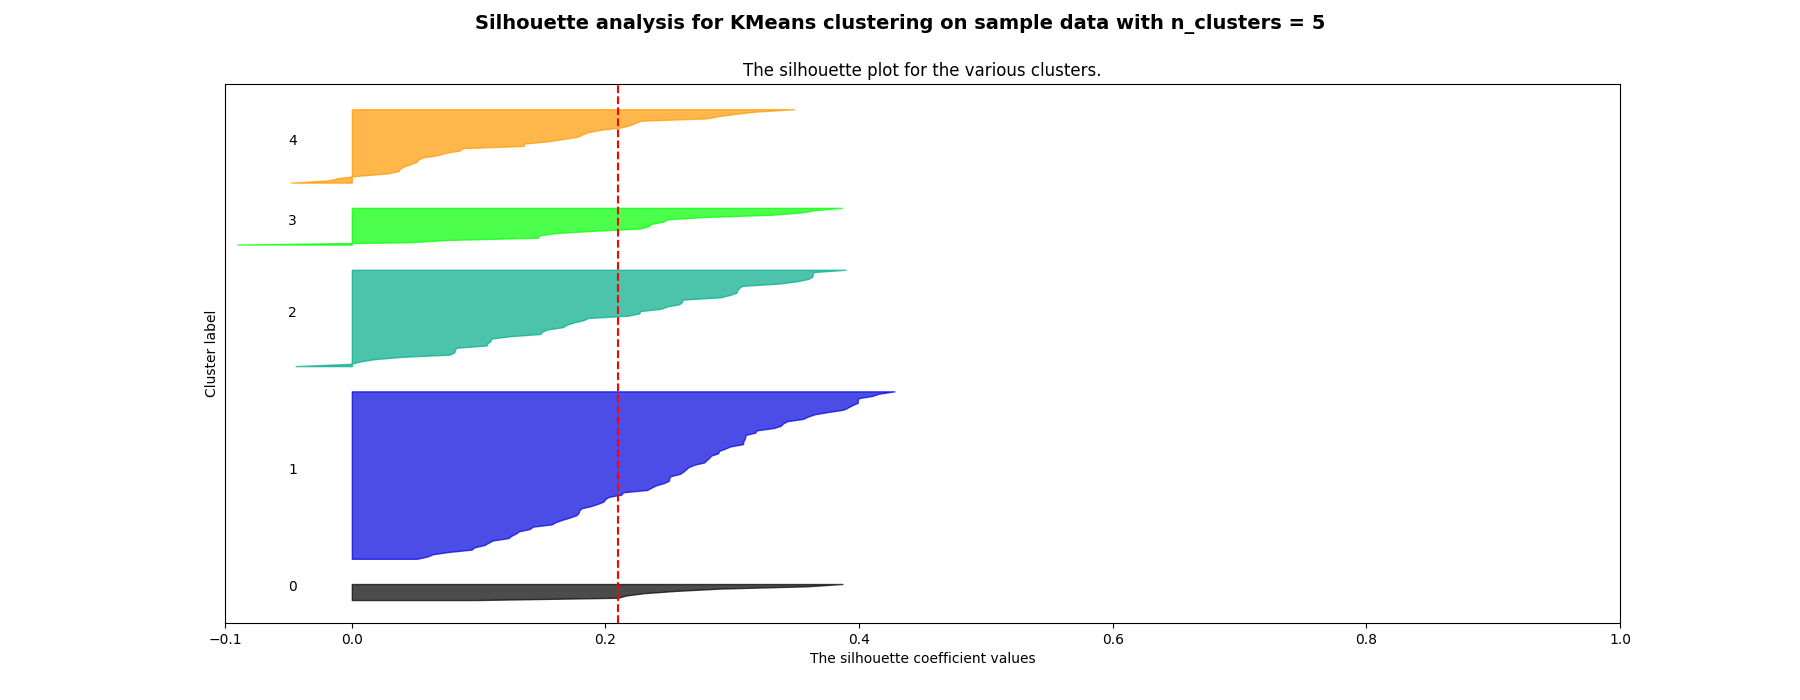 Silhouette analysis for KMeans clustering on sample data with n_clusters = 5
The silhouette plot for the various clusters.
4
3
2
1
0
Cluster label
−0.1 0.0 0.2 0.4 0.6 0.8 1.0
The silhouette coefficient values